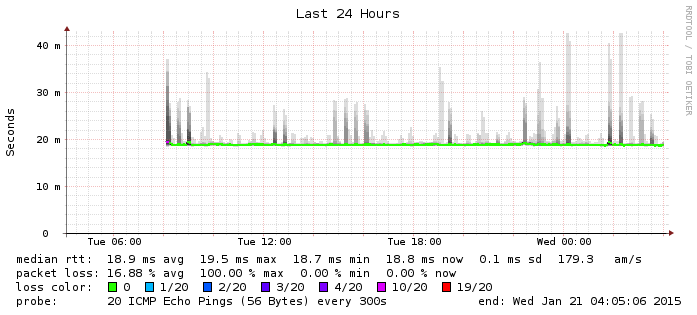 Last 24 Hours
RRDTOOL / TOBI OETIKER
Seconds
40 m
30 m
20 m
10 m
0
Tue 06:00 Tue 12:00 Tue 18:00 Wed 00:00
median rtt: 18.9 ms avg 19.5 ms max 18.7 ms min 18.8 ms now 0.1 ms sd 179.3 am/s
packet loss: 16.88 % avg 100.00 % max 0.00 % min 0.00 % now
loss color: 0 1/20 2/20 3/20 4/20 10/20 19/20
probe: 20 ICMP Echo Pings (56 Bytes) every 300s end: Wed Jan 21 04:05:06 2015